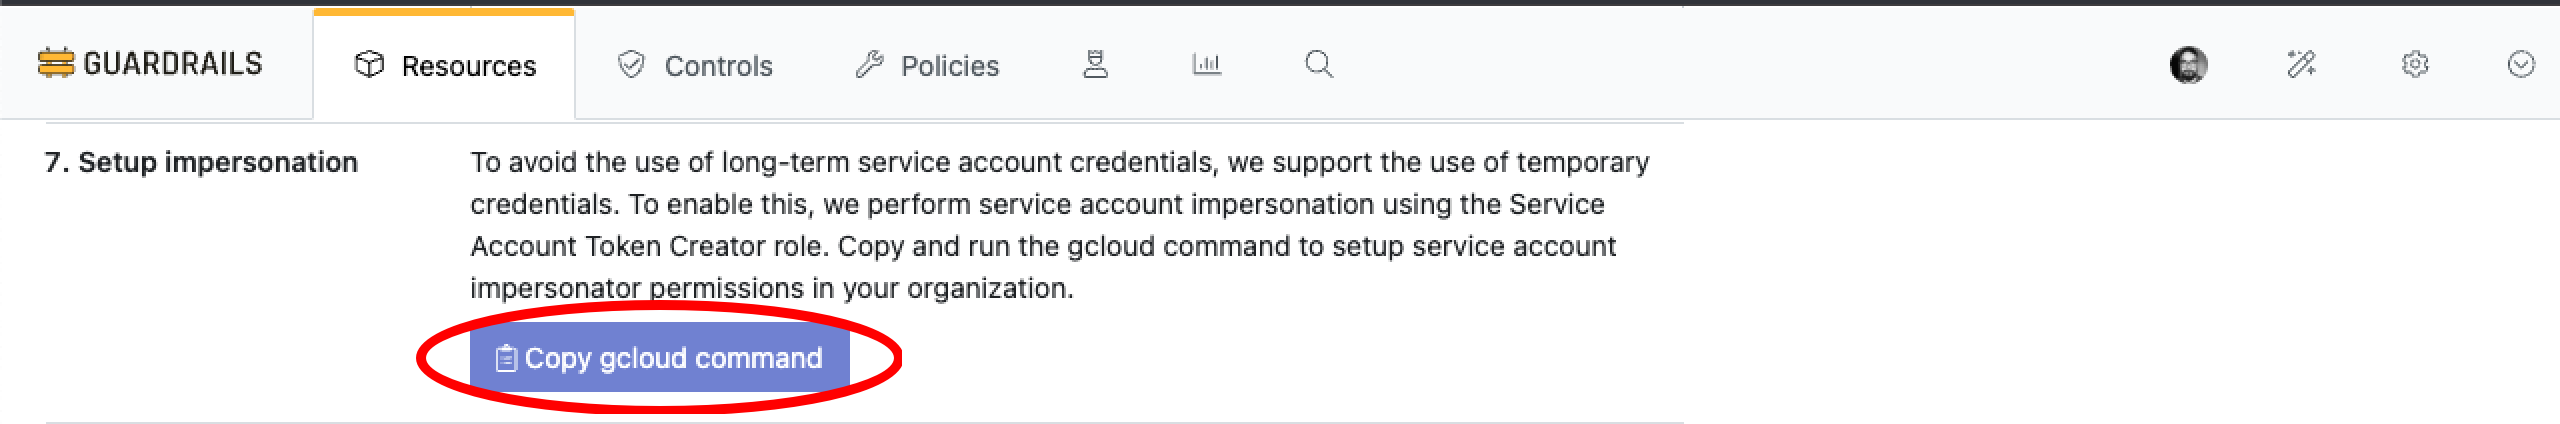 GUARDRAILS
Resources
Controls
Policies
7. Setup impersonation
To avoid the use of long-term service account credentials, we support the use of temporary
credentials. To enable this, we perform service account impersonation using the Service
Account Token Creator role. Copy and run the gcloud command to setup service account
impersonator permissions in your organization.
Copy gcloud command